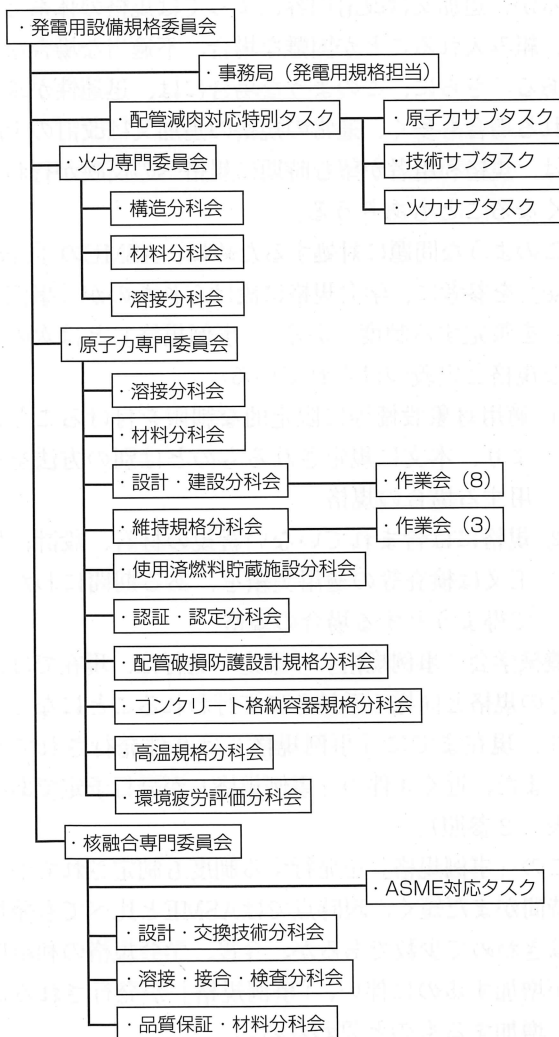 ・発電用設備規格委員会
・事務局（発電用規格担当）
・配管減肉対応特別タスク
・原子力サブタスク
・技術サブタスク
・火力サブタスク
・火力専門委員会
・構造分科会
・材料分科会
・溶接分科会
・原子力専門委員会
・溶接分科会
・材料分科会
・設計・建設分科会
・作業会（8）
・維持規格分科会
・作業会（3）
・使用済燃料貯蔵施設分科会
・認証・認定分科会
・配管破損防護設計規格分科会
・コンクリート格納容器規格分科会
・高温規格分科会
・環境疲労評価分科会
・核融合専門委員会
・ASME対応タスク
・設計・交換技術分科会
・溶接・接合・検査分科会
・品質保証・材料分科会